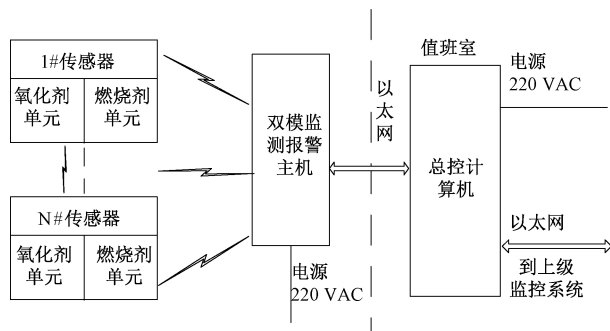 1#传感器
氧化剂
单元
燃烧剂
单元
N#传感器
氧化剂
单元
燃烧剂
单元
双模监
测报警
主机
电源
220 VAC
以
太
网
值班室
总控计
算机
电源
220 VAC
以太网
到上级
监控系统